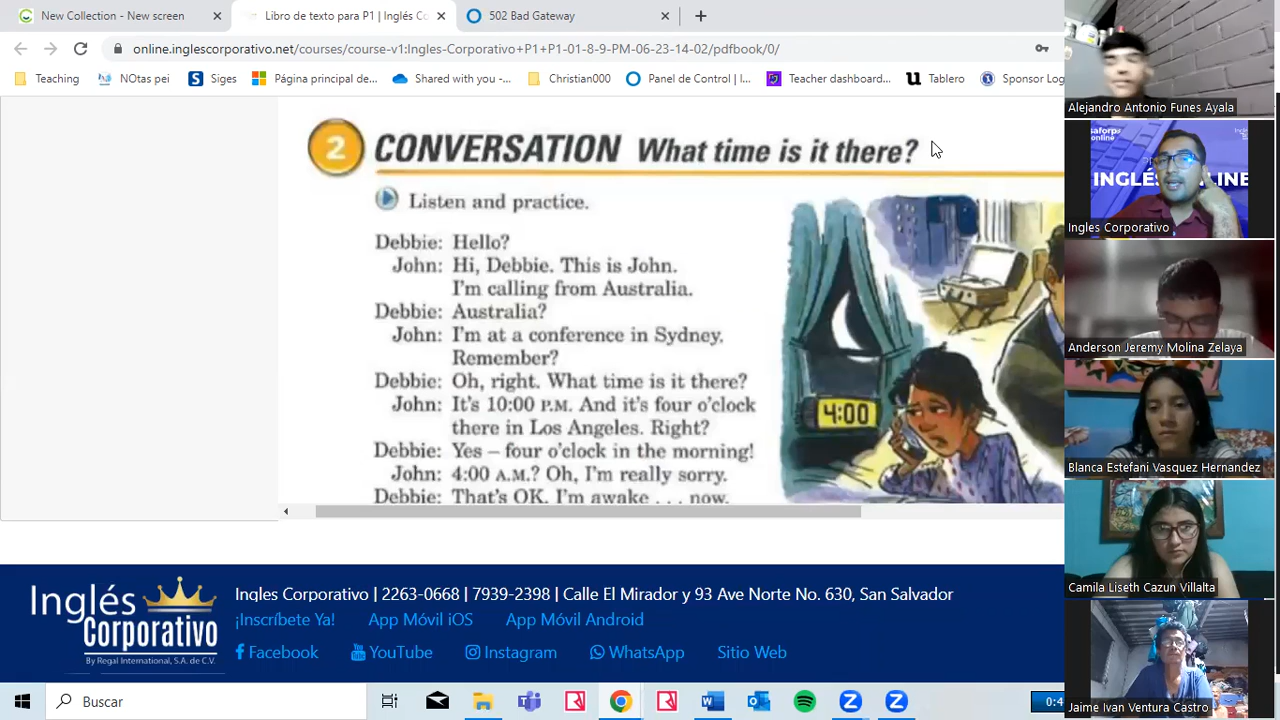 New Collection - New screen
Libro de texto para P1 | Inglés Co
502 Bad Gateway
online.inglescorporativo.net/courses/course-v1:Ingles-Corporativo+P1+P1-01-8-9-PM-06-23-14-02/pdfbook/0/
Teaching
NOtas pei
Siges
Página principal de...
Shared with you -...
Christian000
Panel de Control | I...
Teacher dashboard...
Tablero
Sponsor Log
2 CONVERSATION What time is it there?
Listen and practice.
Debbie: Hello?
John: Hi, Debbie. This is John.
I'm calling from Australia.
Debbie: Australia?
John: I'm at a conference in Sydney.
Remember?
Debbie: Oh, right. What time is it there?
John: It's 10:00 P.M. And it's four o'clock
there in Los Angeles. Right?
Debbie: Yes – four o'clock in the morning!
John: 4:00 A.M.? Oh, I'm really sorry.
Debbie: That's OK. I'm awake . . . now.
4:00
Alejandro Antonio Funes Ayala
INGLÉS
LINE
Ingles Corporativo
Anderson Jeremy Molina Zelaya
Blanca Estefani Vasquez Hernandez
Camila Liseth Cazun Villalta
Jaime Ivan Ventura Castro
Inglés
Corporativo
By Regal International, S.A. de C.V.
Ingles Corporativo | 2263-0668 | 7939-2398 | Calle El Mirador y 93 Ave Norte No. 630, San Salvador
¡Inscríbete Ya!
App Móvil iOS
App Móvil Android
Facebook
YouTube
Instagram
WhatsApp
Sitio Web
Buscar
0:4